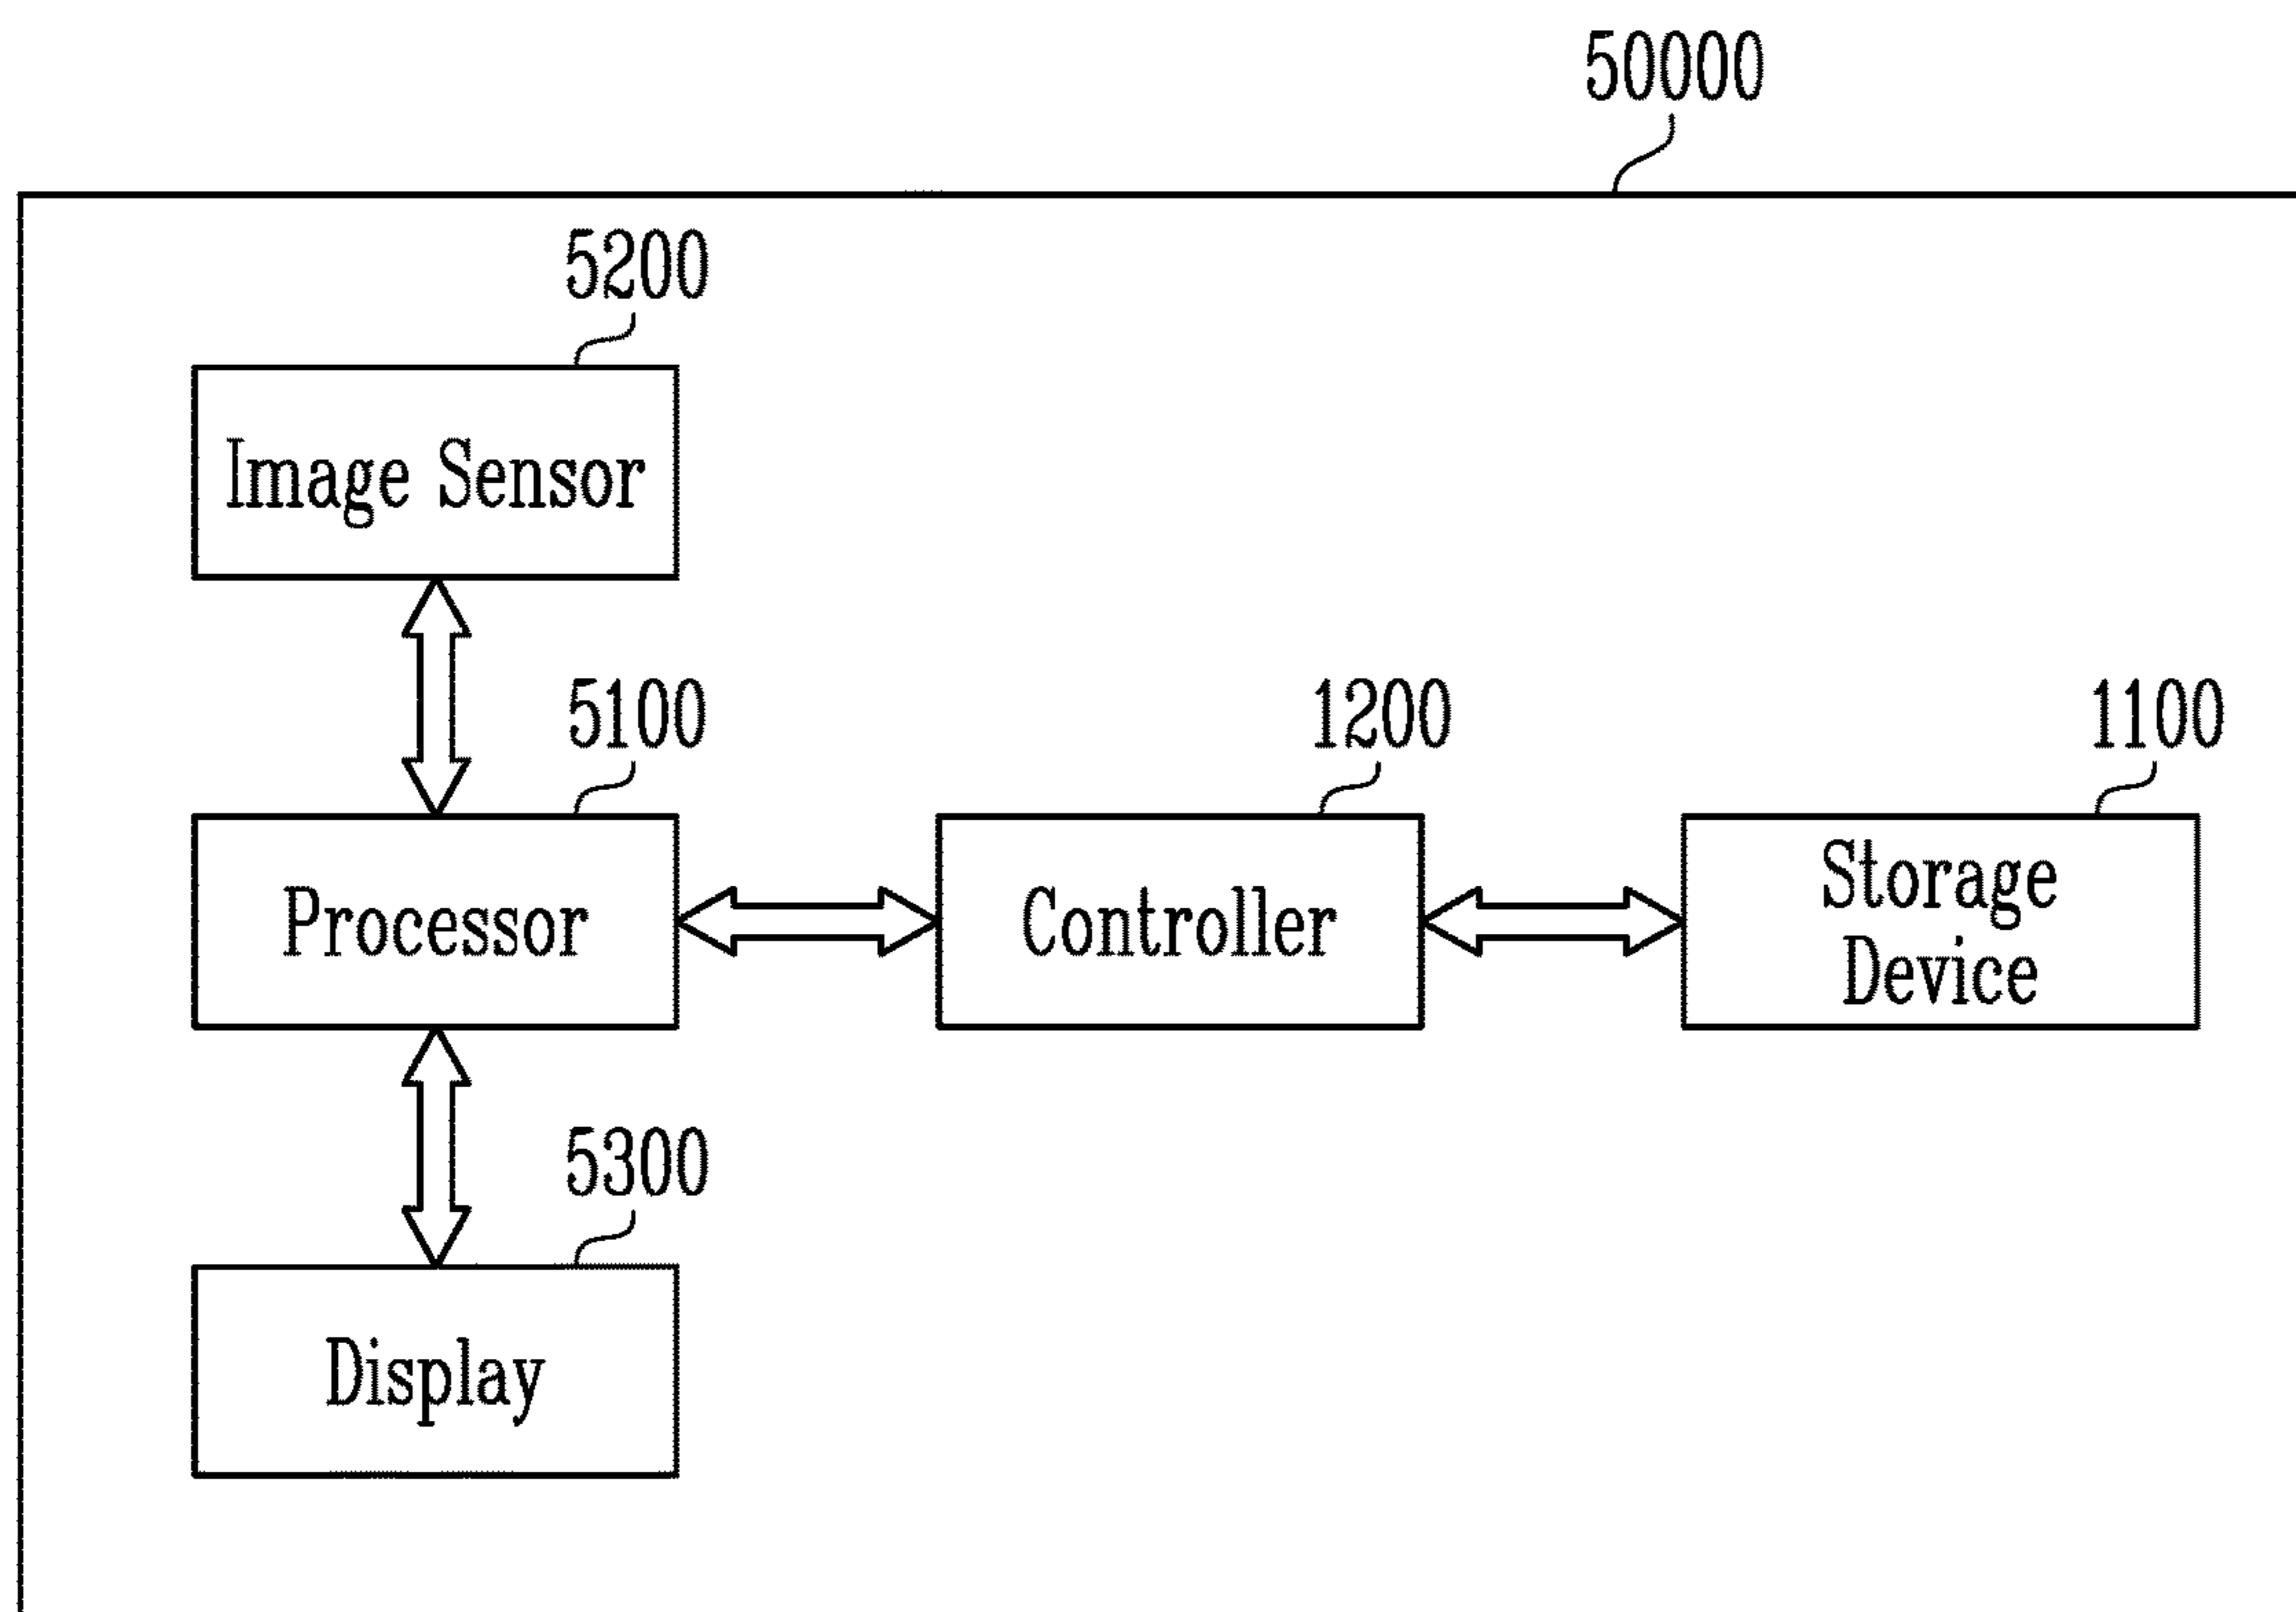 50000
5200
Image Sensor
5100
1200
1100
Processor
Controller
Storage
Device
5300
Display